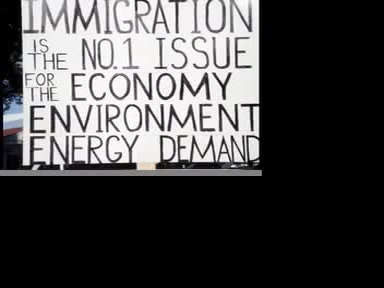 IMMIGRATION
IS THE NO.1 ISSUE
FOR THE ECONOMY
ENVIRONMENT
ENERGY DEMAND